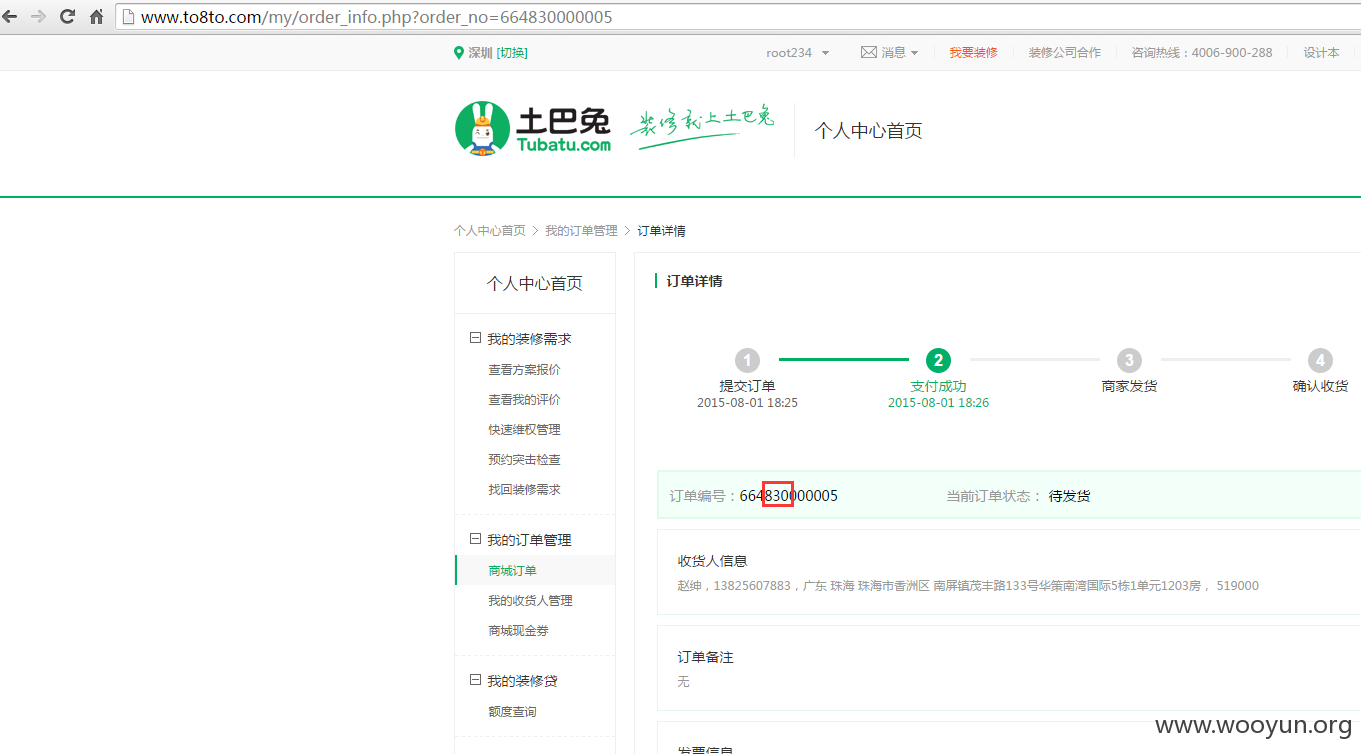 www.to8to.com/my/order_info.php?order_no=664830000005
深圳 [切换] root234 消息 我要装修 装修公司合作 咨询热线：4006-900-288 设计本
土巴兔 Tubatu.com 装修就上土巴兔 个人中心首页
个人中心首页 > 我的订单管理 > 订单详情
个人中心首页
我的装修需求
查看方案报价
查看我的评价
快速维权管理
预约突击检查
找回装修需求
我的订单管理
商城订单
我的收货人管理
商城现金券
我的装修贷
额度查询
订单详情
1 2 3 4
提交订单 支付成功 商家发货 确认收货
2015-08-01 18:25 2015-08-01 18:26
订单编号：664830000005 当前订单状态： 待发货
收货人信息
赵绅，13825607883，广东 珠海 珠海市香洲区 南屏镇茂丰路133号华策南湾国际5栋1单元1203房， 519000
订单备注
无
发票信息
www.wooyun.org